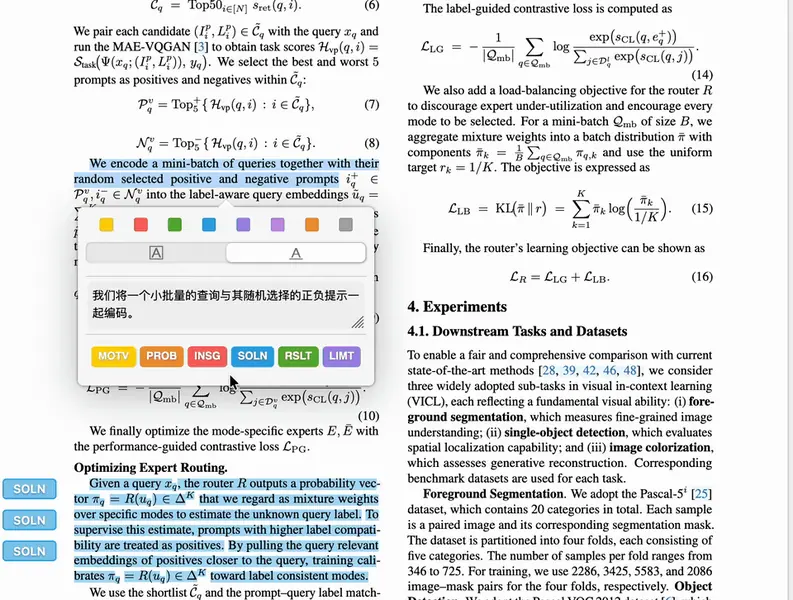 C_q = Top50_{i∈[N]} s_ret(q, i). (6)
We pair each candidate (I_i^p, L_i^p) ∈ C̃_q with the query x_q and
run the MAE-VQGAN [3] to obtain task scores H_vp(q, i) =
S_task(Ψ(x_q; (I_i^p, L_i^p)), y_q). We select the best and worst 5
prompts as positives and negatives within C̃_q:
P_q^v = Top_5^+{ H_vp(q, i) : i ∈ C̃_q}, (7)
N_q^v = Top_5^-{ H_vp(q, i) : i ∈ C̃_q}. (8)
We encode a mini-batch of queries together with their
random selected positive and negative prompts i_q^+ ∈
P_q^v, i_q^- ∈ N_q^v into the label-aware query embeddings ũ_q =
A
A
我们将一个小批量的查询与其随机选择的正负提示一
起编码。
MOTV PROB INSG SOLN RSLT LIMT
L_PG = − |Q_mb| ∑_{q∈Q_mb} log ∑_{j∈D_q^v} exp(s_CL(q, j)).
(10)
We finally optimize the mode-specific experts E, Ē with
the performance-guided contrastive loss L_PG.
Optimizing Expert Routing.
SOLN
SOLN
SOLN
Given a query x_q, the router R outputs a probability vec-
tor π_q = R(u_q) ∈ Δ^K that we regard as mixture weights
over specific modes to estimate the unknown query label. To
supervise this estimate, prompts with higher label compati-
bility are treated as positives. By pulling the query relevant
embeddings of positives closer to the query, training cali-
brates π_q = R(u_q) ∈ Δ^K toward label consistent modes.
We use the shortlist C̃_q and the prompt–query label match-
The label-guided contrastive loss is computed as
L_LG = − 1/|Q_mb| ∑_{q∈Q_mb} log exp(s_CL(q, e_q^+)) / ∑_{j∈D_q^l} exp(s_CL(q, j)).
(14)
We also add a load-balancing objective for the router R
to discourage expert under-utilization and encourage every
mode to be selected. For a mini-batch Q_mb of size B, we
aggregate mixture weights into a batch distribution π̄ with
components π̄_k = 1/B ∑_{q∈Q_mb} π_{q,k} and use the uniform
target r_k = 1/K. The objective is expressed as
L_LB = KL(π̄ ∥ r) = ∑_{k=1}^K π̄_k log(π̄_k / 1/K). (15)
Finally, the router's learning objective can be shown as
L_R = L_LG + L_LB. (16)
4. Experiments
4.1. Downstream Tasks and Datasets
To enable a fair and comprehensive comparison with current
state-of-the-art methods [28, 39, 42, 46, 48], we consider
three widely adopted sub-tasks in visual in-context learning
(VICL), each reflecting a fundamental visual ability: (i) fore-
ground segmentation, which measures fine-grained image
understanding; (ii) single-object detection, which evaluates
spatial localization capability; and (iii) image colorization,
which assesses generative reconstruction. Corresponding
benchmark datasets are used for each task.
Foreground Segmentation. We adopt the Pascal-5^i [25]
dataset, which contains 20 categories in total. Each sample
is a paired image and its corresponding segmentation mask.
The dataset is partitioned into four folds, each consisting of
five categories. The number of samples per fold ranges from
346 to 725. For training, we use 2286, 3425, 5583, and 2086
image–mask pairs for the four folds, respectively. Object